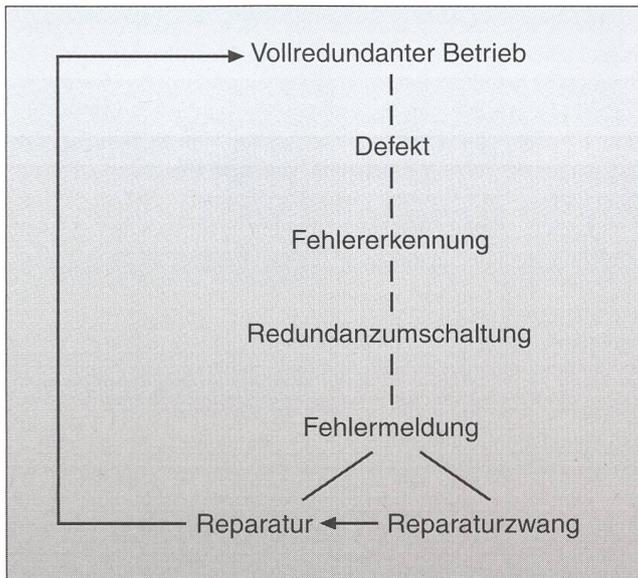 Vollredundanter Betrieb
Defekt
Fehlererkennung
Redundanzumschaltung
Fehlermeldung
Reparatur
Reparaturzwang